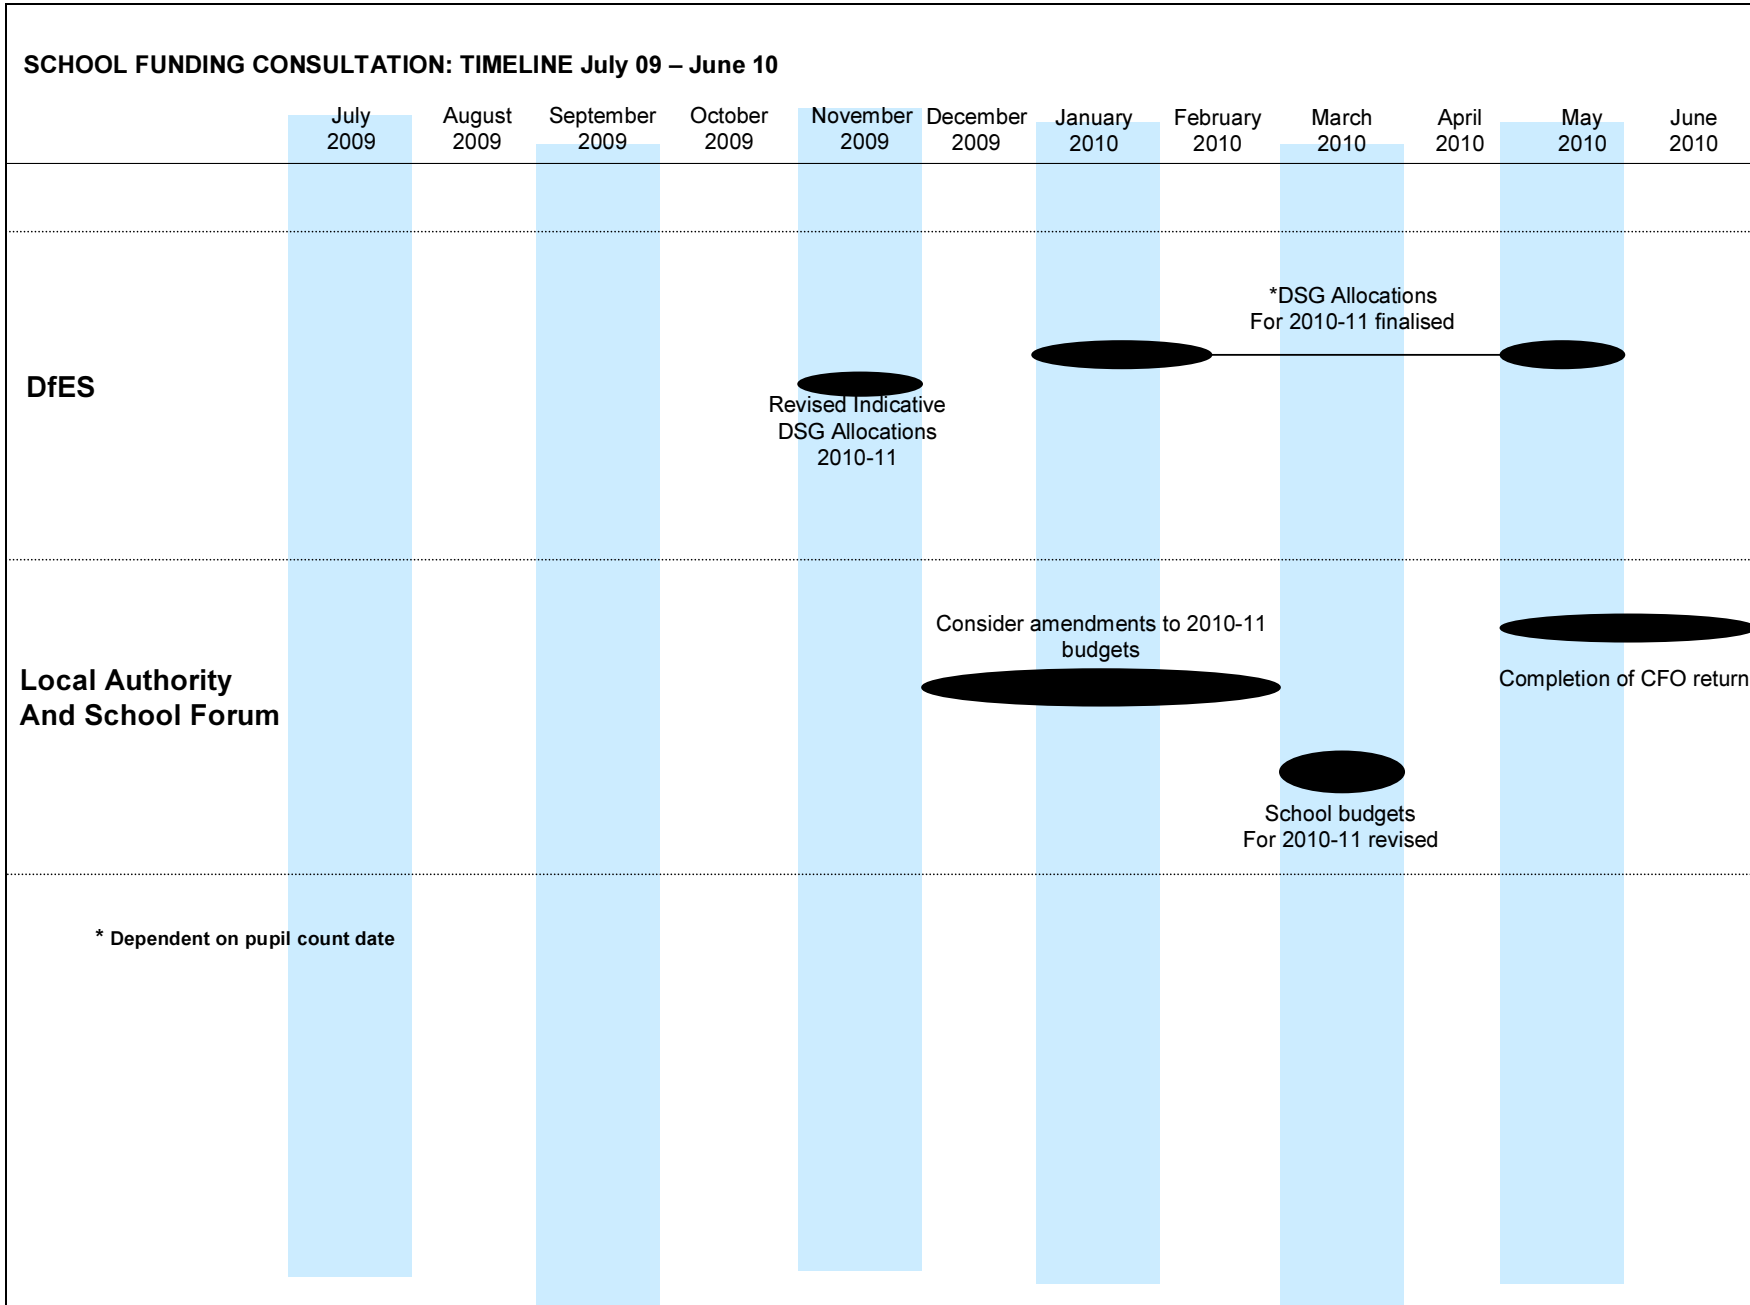 SCHOOL FUNDING CONSULTATION: TIMELINE July 09 – June 10
July August September October November December January February March April May June
2009 2009 2009 2009 2009 2009 2010 2010 2010 2010 2010 2010
*DSG Allocations
For 2010-11 finalised
DfES
Revised Indicative
DSG Allocations
2010-11
Consider amendments to 2010-11
budgets
Local Authority
And School Forum
Completion of CFO return
School budgets
For 2010-11 revised
* Dependent on pupil count date